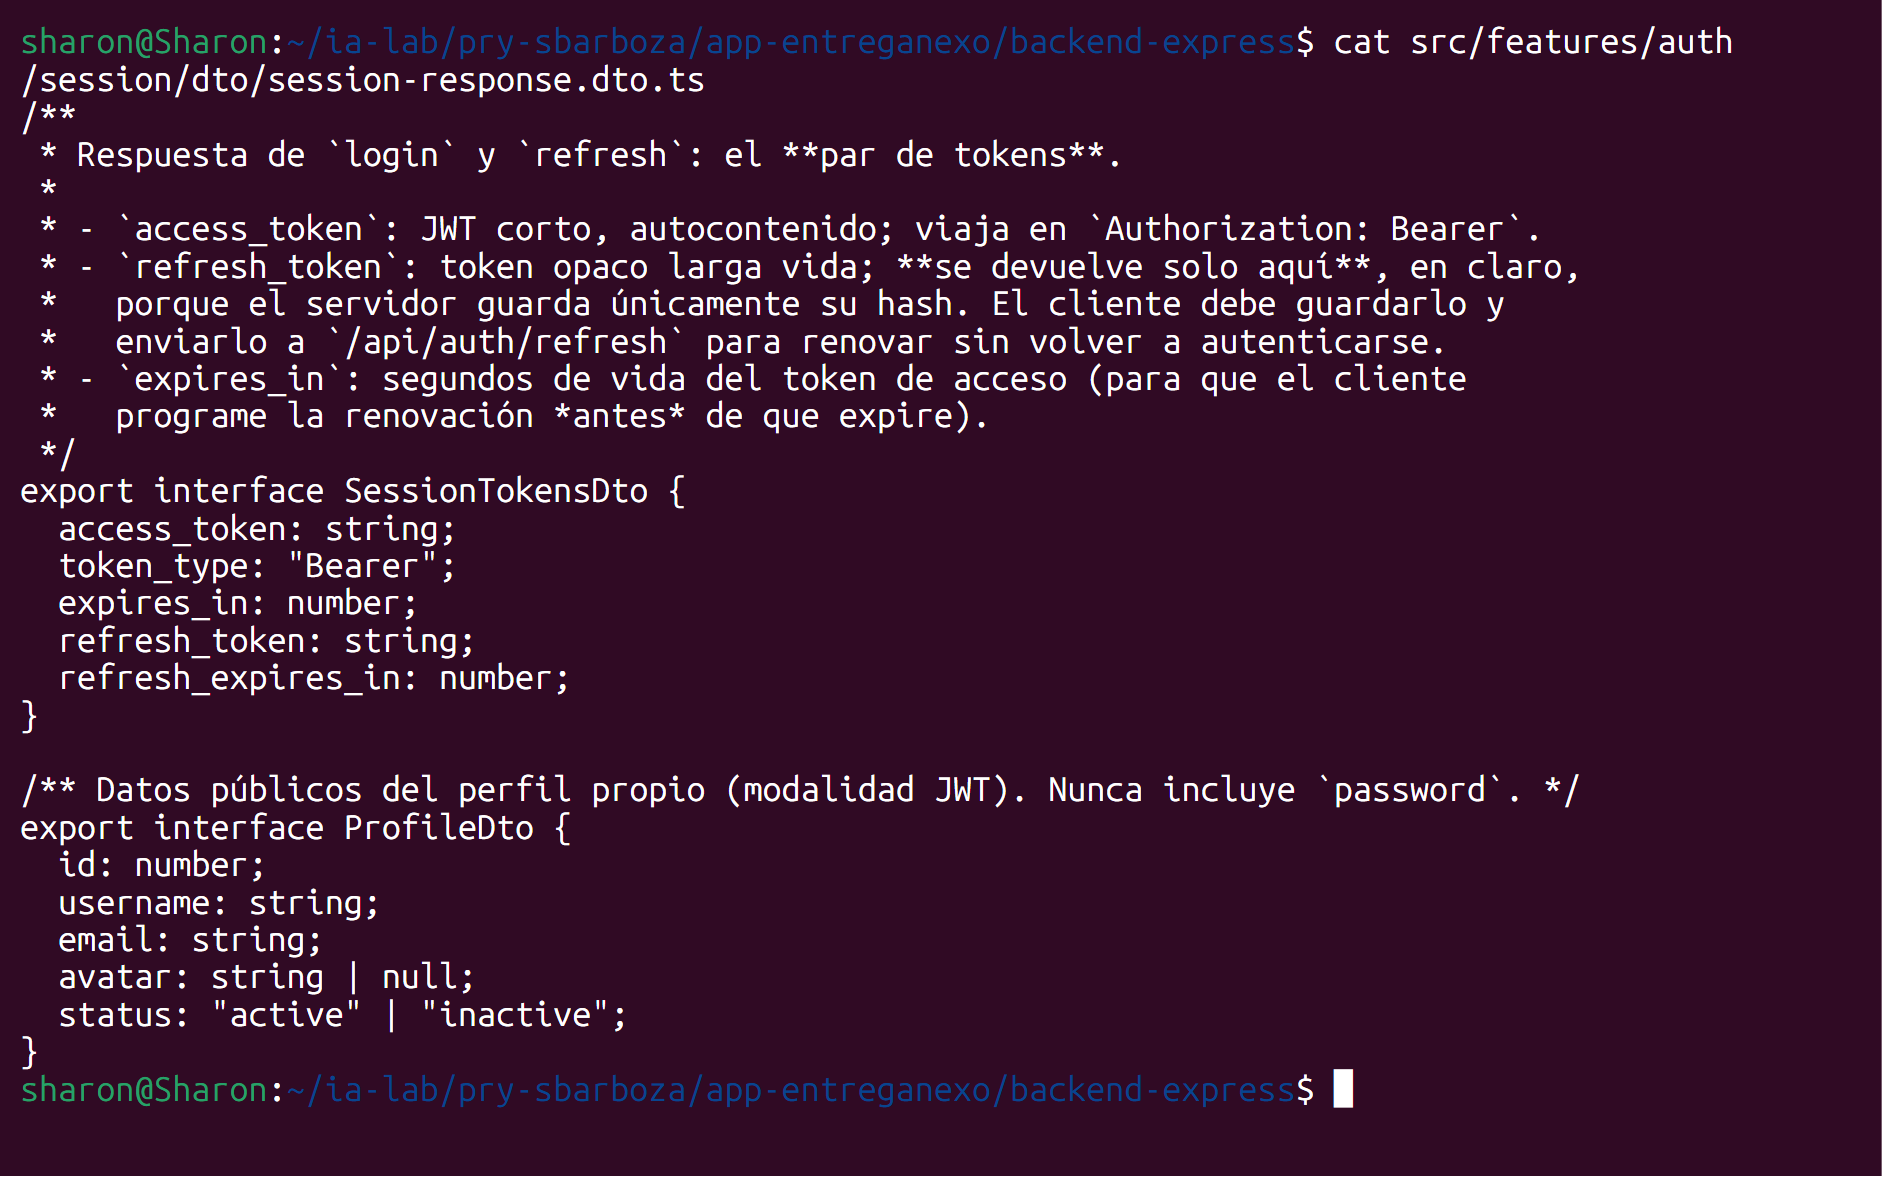 sharon@Sharon:~/ia-lab/pry-sbarboza/app-entreganexo/backend-express$ cat src/features/auth
/session/dto/session-response.dto.ts
/**
 * Respuesta de `login` y `refresh`: el **par de tokens**.
 *
 * - `access_token`: JWT corto, autocontenido; viaja en `Authorization: Bearer`.
 * - `refresh_token`: token opaco larga vida; **se devuelve solo aquí**, en claro,
 *   porque el servidor guarda únicamente su hash. El cliente debe guardarlo y
 *   enviarlo a `/api/auth/refresh` para renovar sin volver a autenticarse.
 * - `expires_in`: segundos de vida del token de acceso (para que el cliente
 *   programe la renovación *antes* de que expire).
 */
export interface SessionTokensDto {
  access_token: string;
  token_type: "Bearer";
  expires_in: number;
  refresh_token: string;
  refresh_expires_in: number;
}

/** Datos públicos del perfil propio (modalidad JWT). Nunca incluye `password`. */
export interface ProfileDto {
  id: number;
  username: string;
  email: string;
  avatar: string | null;
  status: "active" | "inactive";
}
sharon@Sharon:~/ia-lab/pry-sbarboza/app-entreganexo/backend-express$